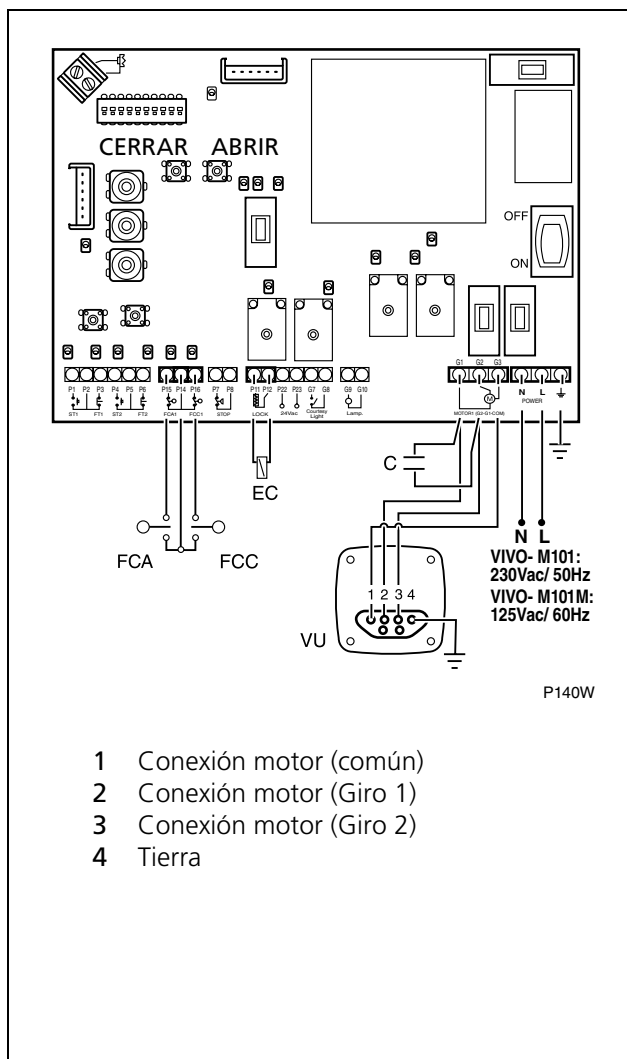 CERRAR ABRIR
OFF
ON
P1 P2 P3 P4 P5 P6 P15 P14 P16 P7 P8 P11 P12 P22 P23 G7 G8 G9 G10 G1 G2 G3
ST1 FT1 ST2 FT2 FCA1 FCC1 STOP LOCK 24Vac Courtesy Light Lamp. M MOTOR1 (G3-G1-COM) N L POWER
C
EC
FCA FCC
N L
VIVO- M101:
230Vac/ 50Hz
VIVO- M101M:
125Vac/ 60Hz
1 2 3 4
VU
P140W
1 Conexión motor (común)
2 Conexión motor (Giro 1)
3 Conexión motor (Giro 2)
4 Tierra